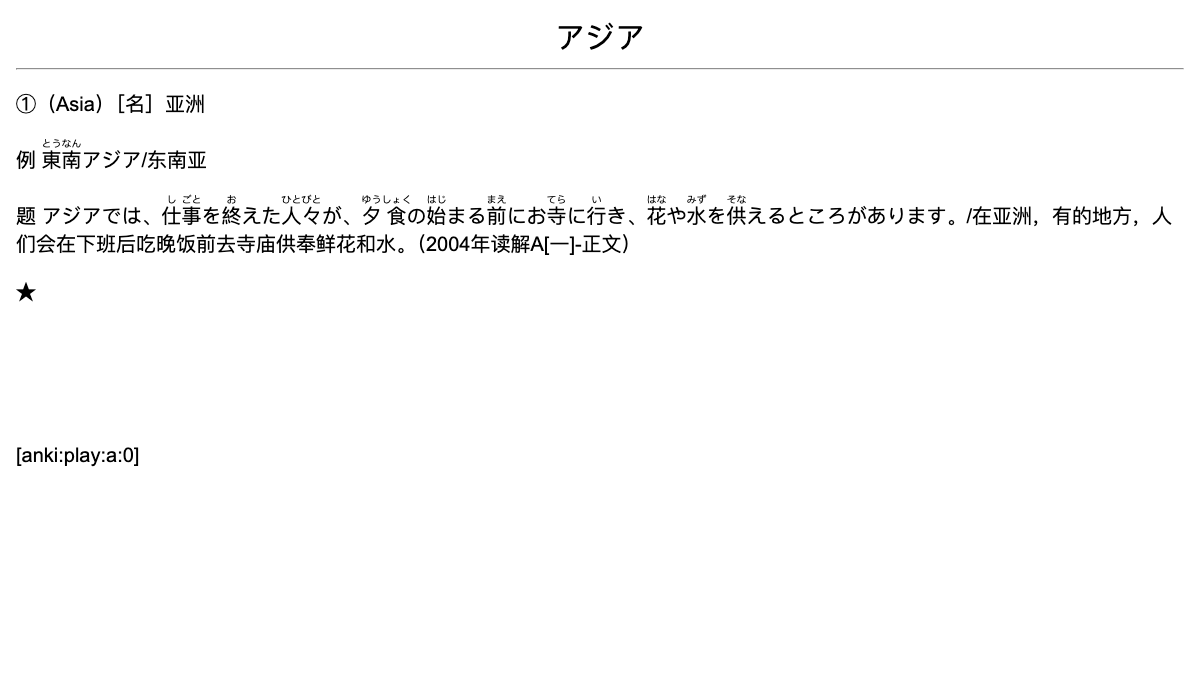 アジア
①（Asia）［名］亚洲
とうなん
例 東南アジア/东南亚
し ごと お ひとびと ゆうしょく はじ まえ てら い はな みず そな
题 アジアでは、仕事を終えた人々が、夕食の始まる前にお寺に行き、花や水を供えるところがあります。/在亚洲，有的地方，人
们会在下班后吃晚饭前去寺庙供奉鲜花和水。（2004年读解A[一]-正文）
★
[anki:play:a:0]